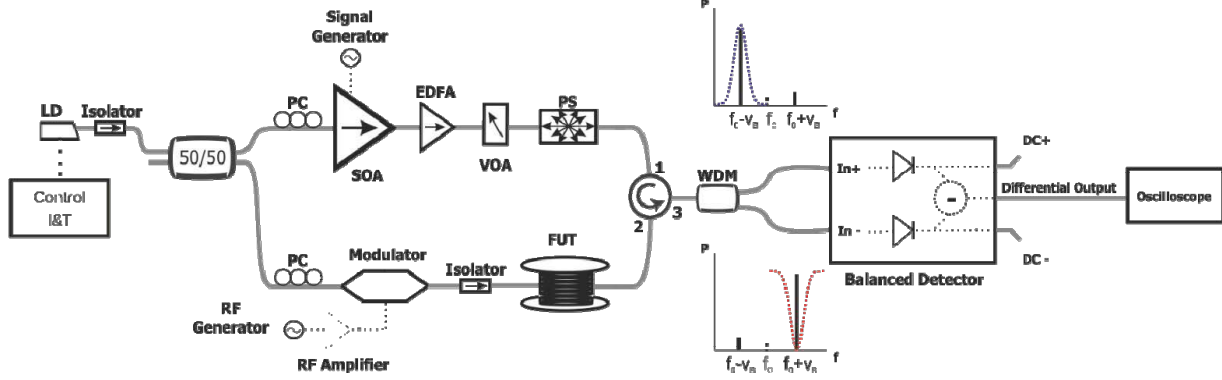 Signal
Generator
P
LD
Isolator
PC
EDFA
PS
f
50/50
VOA
SOA
Control
I&T
1
WDM
2
3
In+
In -
DC+
Differential Output
-
Oscilloscope
DC -
Balanced Detector
PC
Modulator
Isolator
FUT
RF
Generator
RF Amplifier
P
f